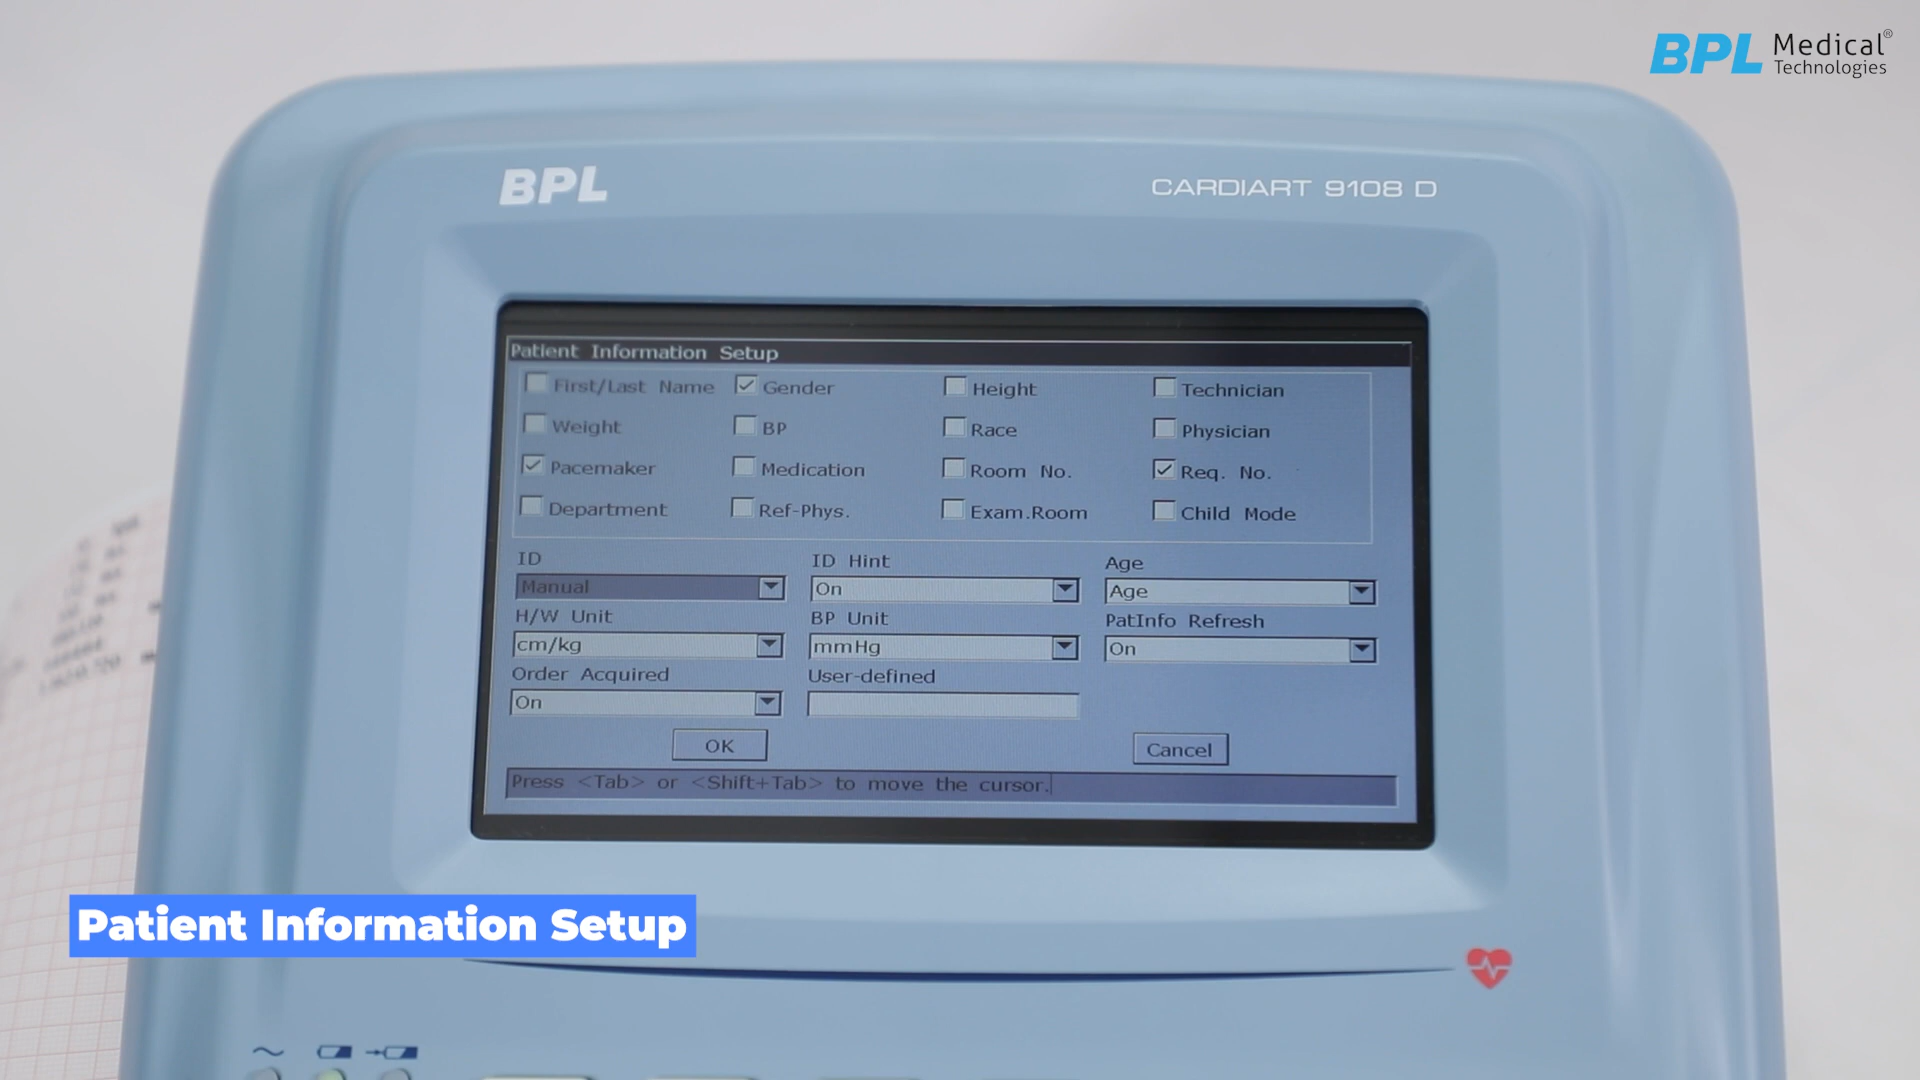 BPL Medical®
Technologies
BPL
CARDIART 9108 D
Patient Information Setup
First/Last Name Gender Height Technician
Weight BP Race Physician
Pacemaker Medication Room No. Req. No.
Department Ref-Phys. Exam.Room Child Mode
ID ID Hint Age
Manual On Age
H/W Unit BP Unit PatInfo Refresh
cm/kg mmHg On
Order Acquired User-defined
On
OK Cancel
Press <Tab> or <Shift+Tab> to move the cursor.
Patient Information Setup